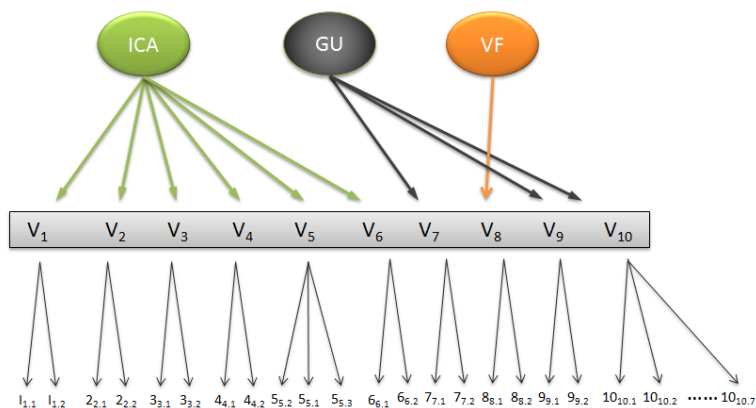 ICA GU VF
V₁ V₂ V₃ V₄ V₅ V₆ V₇ V₈ V₉ V₁₀
I₁.₁ I₁.₂ 2₂.₁ 2₂.₂ 3₃.₁ 3₃.₂ 4₄.₁ 4₄.₂ 5₅.₂ 5₅.₁ 5₅.₃ 6₆.₁ 6₆.₂ 7₇.₁ 7₇.₂ 8₈.₁ 8₈.₂ 9₉.₁ 9₉.₂ 10₁₀.₁ 10₁₀.₂ ...... 10₁₀.₇